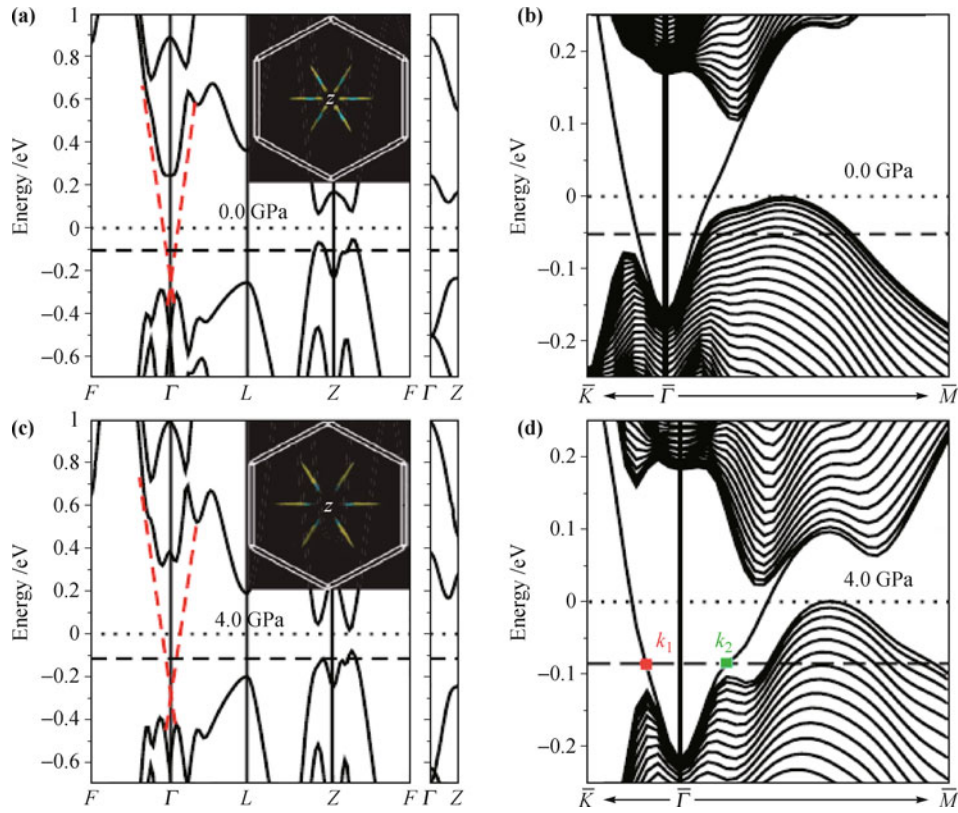 (a)
1
0.8
0.6
0.4
0.2
0
−0.2
−0.4
−0.6
Energy /eV
z
0.0 GPa
F Γ L Z F Γ Z
(b)
0.2
0.1
0
−0.1
−0.2
Energy /eV
0.0 GPa
K̅ Γ̅ M̅
(c)
1
0.8
0.6
0.4
0.2
0
−0.2
−0.4
−0.6
Energy /eV
z
4.0 GPa
F Γ L Z F Γ Z
(d)
0.2
0.1
0
−0.1
−0.2
Energy /eV
4.0 GPa
k₁ k₂
K̅ Γ̅ M̅